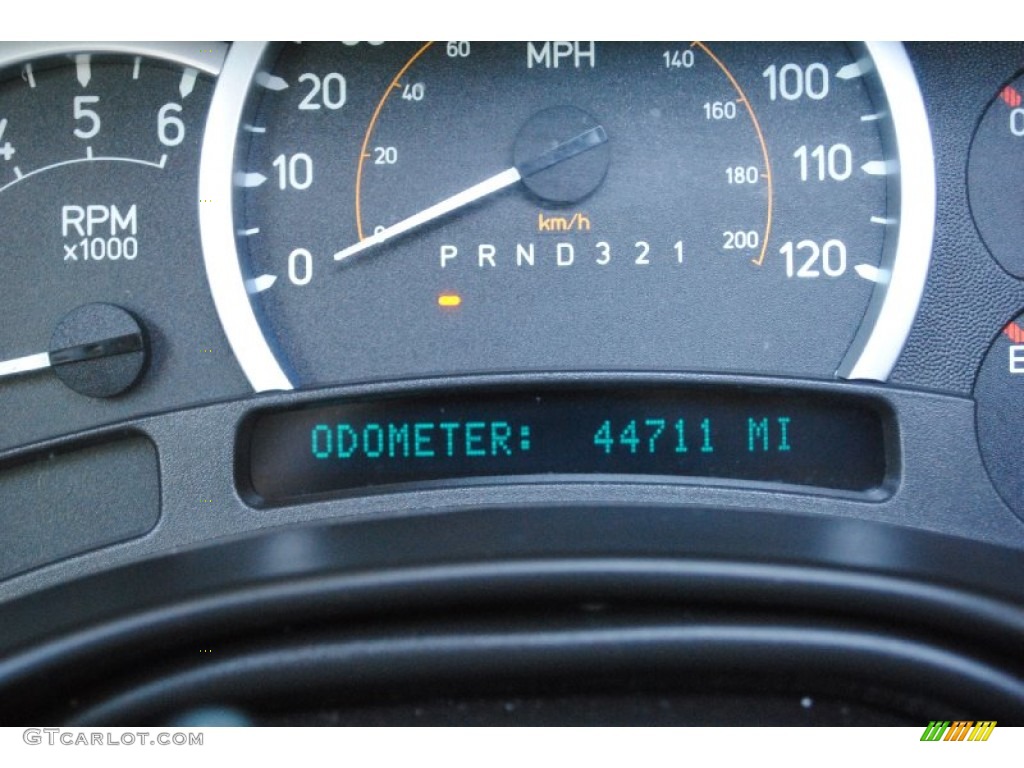 60 MPH 140
20 40 160 100
4 5 6
10 20 180 110
RPM
x1000
km/h
0 0 200 120
P R N D 3 2 1
E
ODOMETER: 44711 MI
GTCARLOT.COM